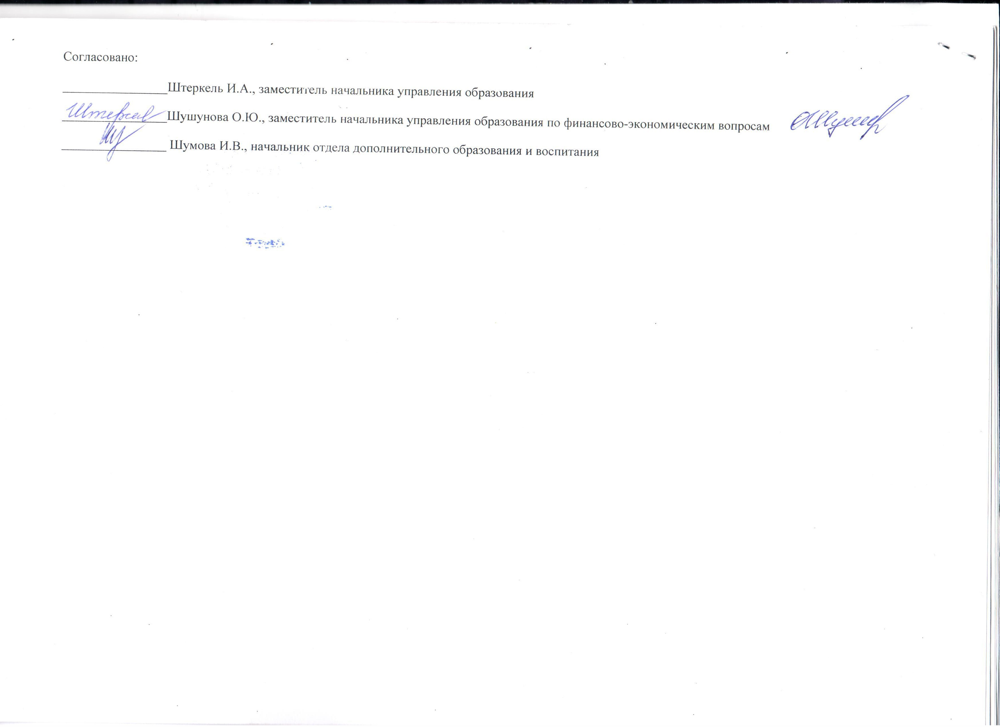 Согласовано:
_________________Штеркель И.А., заместитель начальника управления образования
_________________Шушунова О.Ю., заместитель начальника управления образования по финансово-экономическим вопросам
_________________ Шумова И.В., начальник отдела дополнительного образования и воспитания